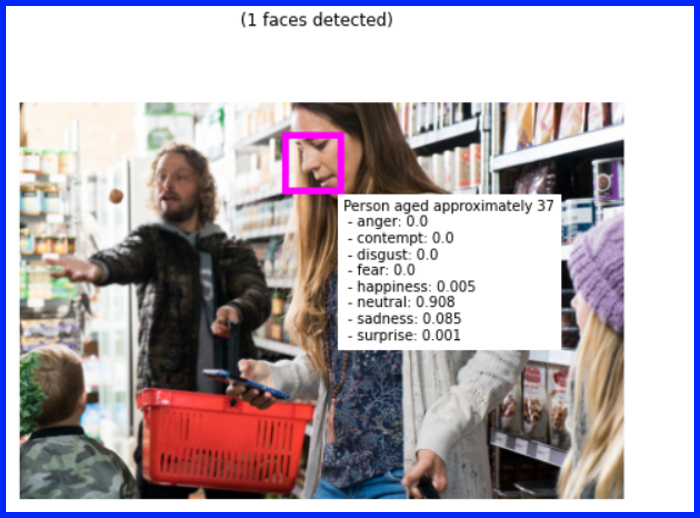 (1 faces detected)
Person aged approximately 37
- anger: 0.0
- contempt: 0.0
- disgust: 0.0
- fear: 0.0
- happiness: 0.005
- neutral: 0.908
- sadness: 0.085
- surprise: 0.001